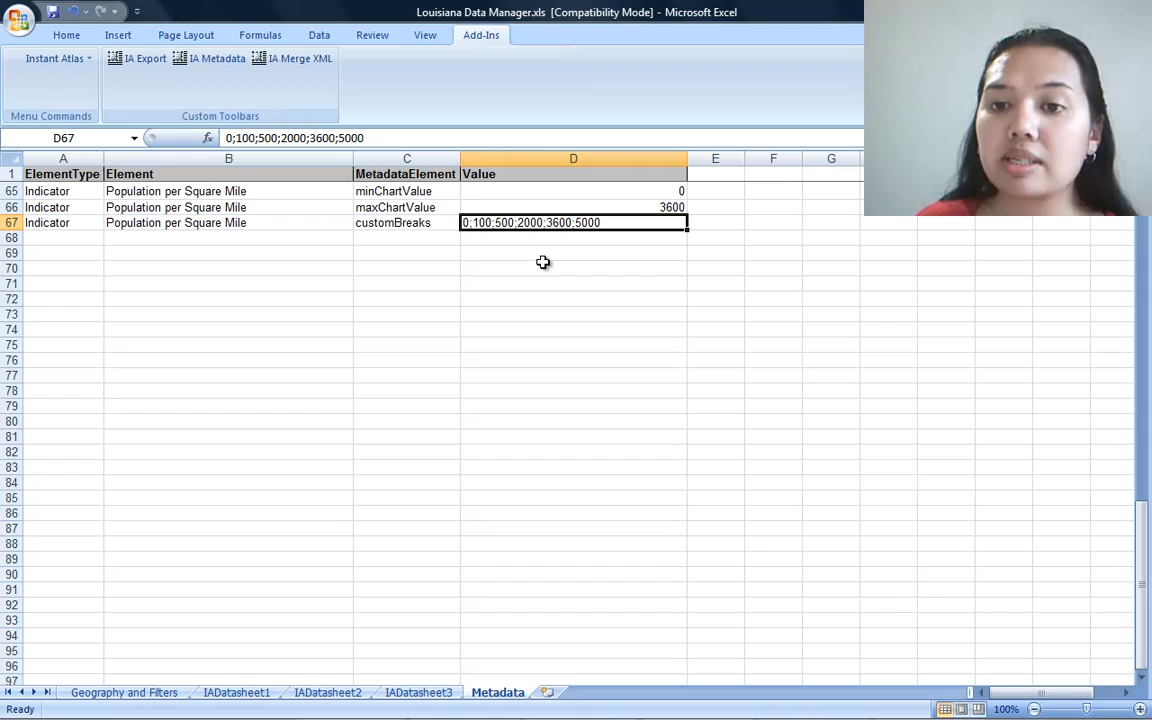 Louisiana Data Manager.xls [Compatibility Mode] - Microsoft Excel
Home Insert Page Layout Formulas Data Review View Add-Ins
Instant Atlas IA Export IA Metadata IA Merge XML
Menu Commands Custom Toolbars
D67 fx 0;100;500;2000;3600;5000
A B C D E F G
1 ElementType Element MetadataElement Value
65 Indicator Population per Square Mile minChartValue 0
66 Indicator Population per Square Mile maxChartValue 3600
67 Indicator Population per Square Mile customBreaks 0;100;500;2000;3600;5000
68
69
70
71
72
73
74
75
76
77
78
79
80
81
82
83
84
85
86
87
88
89
90
91
92
93
94
95
96
97
Geography and Filters IADatasheet1 IADatasheet2 IADatasheet3 Metadata
Ready 100%